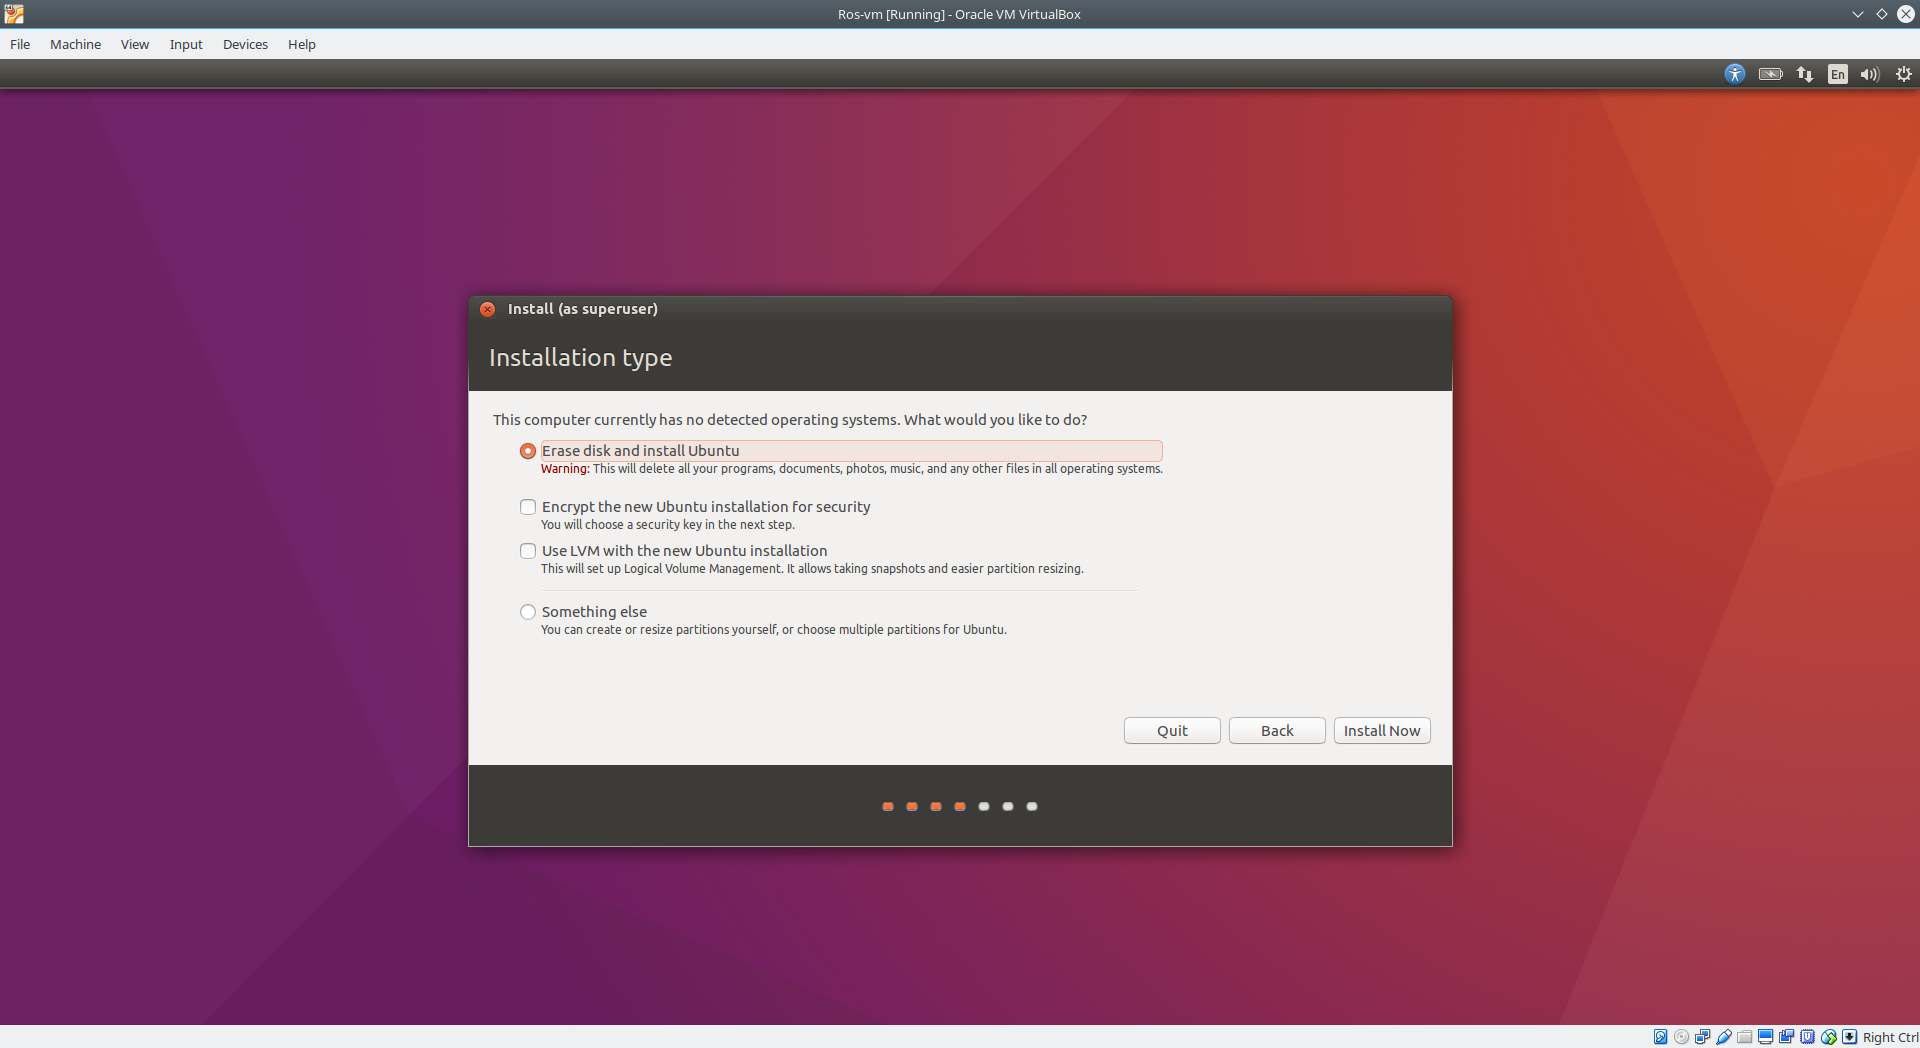 Ros-vm [Running] - Oracle VM VirtualBox
File Machine View Input Devices Help
En
Install (as superuser)
Installation type
This computer currently has no detected operating systems. What would you like to do?
Erase disk and install Ubuntu
Warning: This will delete all your programs, documents, photos, music, and any other files in all operating systems.
Encrypt the new Ubuntu installation for security
You will choose a security key in the next step.
Use LVM with the new Ubuntu installation
This will set up Logical Volume Management. It allows taking snapshots and easier partition resizing.
Something else
You can create or resize partitions yourself, or choose multiple partitions for Ubuntu.
Quit Back Install Now
Right Ctrl